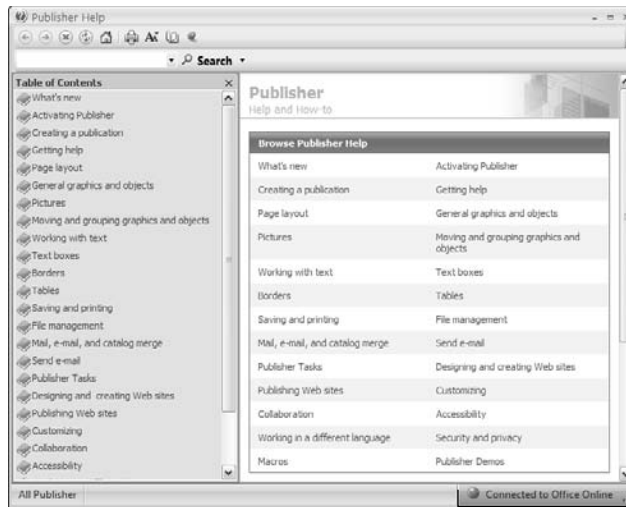 Publisher Help
Search
Table of Contents
What's new
Activating Publisher
Creating a publication
Getting help
Page layout
General graphics and objects
Pictures
Moving and grouping graphics and objects
Working with text
Text boxes
Borders
Tables
Saving and printing
File management
Mail, e-mail, and catalog merge
Send e-mail
Publisher Tasks
Designing and creating Web sites
Publishing Web sites
Customizing
Collaboration
Accessibility
Publisher
Help and How-to
Browse Publisher Help
What's new Activating Publisher
Creating a publication Getting help
Page layout General graphics and objects
Pictures Moving and grouping graphics and
objects
Working with text Text boxes
Borders Tables
Saving and printing File management
Mail, e-mail, and catalog merge Send e-mail
Publisher Tasks Designing and creating Web sites
Publishing Web sites Customizing
Collaboration Accessibility
Working in a different language Security and privacy
Macros Publisher Demos
All Publisher Connected to Office Online